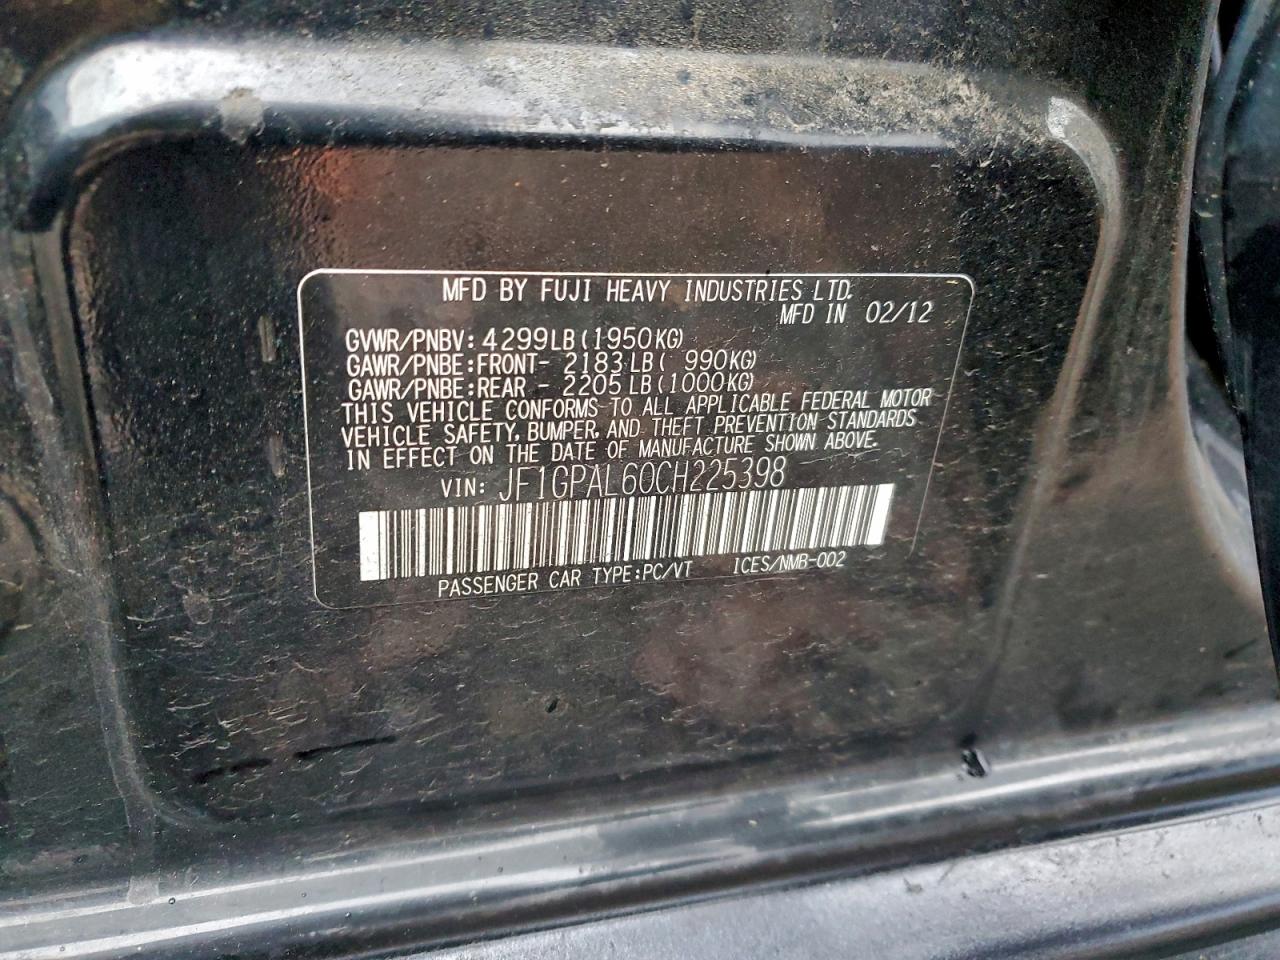 MFD BY FUJI HEAVY INDUSTRIES LTD.
MFD IN 02/12
GVWR/PNBV: 4299LB(1950KG)
GAWR/PNBE:FRONT- 2183LB( 990KG)
GAWR/PNBE:REAR - 2205LB(1000KG)
THIS VEHICLE CONFORMS TO ALL APPLICABLE FEDERAL MOTOR
VEHICLE SAFETY, BUMPER, AND THEFT PREVENTION STANDARDS
IN EFFECT ON THE DATE OF MANUFACTURE SHOWN ABOVE.
VIN: JF1GPAL60CH225398
PASSENGER CAR TYPE:PC/VT ICES/NMB-002